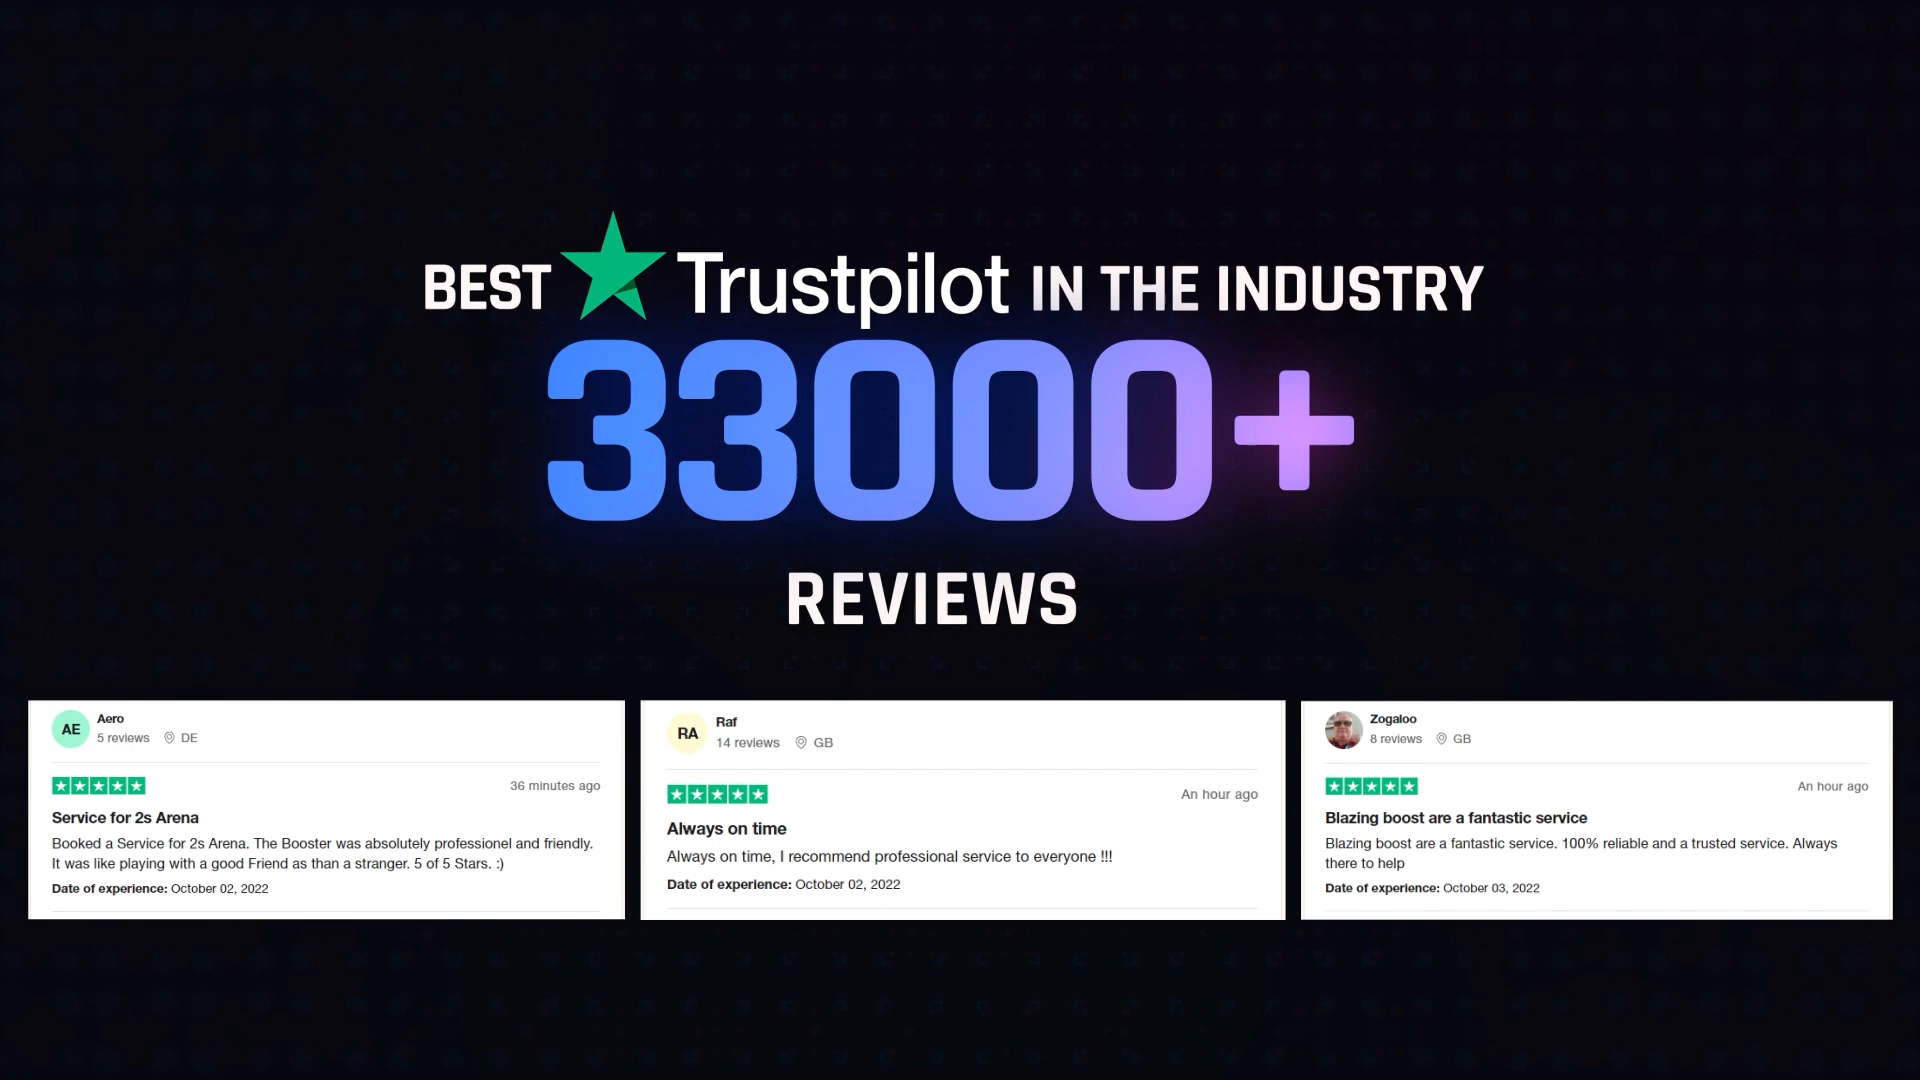 BEST Trustpilot IN THE INDUSTRY
33000+
REVIEWS
AE
Aero
5 reviews DE
36 minutes ago
Service for 2s Arena
Booked a Service for 2s Arena. The Booster was absolutely professionel and friendly.
It was like playing with a good Friend as than a stranger. 5 of 5 Stars. :)
Date of experience: October 02, 2022
RA
Raf
14 reviews GB
An hour ago
Always on time
Always on time, I recommend professional service to everyone !!!
Date of experience: October 02, 2022
Zogaloo
8 reviews GB
An hour ago
Blazing boost are a fantastic service
Blazing boost are a fantastic service. 100% reliable and a trusted service. Always
there to help
Date of experience: October 03, 2022